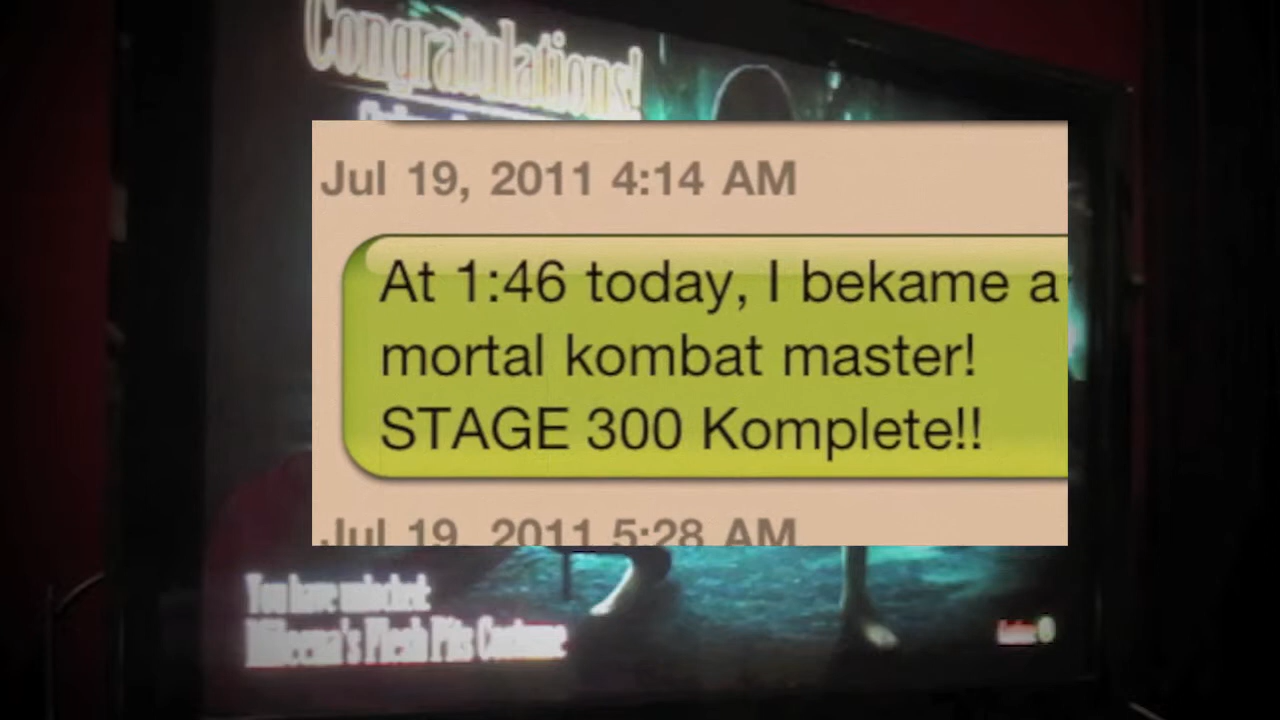 Congratulations!
Jul 19, 2011 4:14 AM
At 1:46 today, I bekame a
mortal kombat master!
STAGE 300 Komplete!!
Jul 19, 2011 5:28 AM
You have unlocked:
Mileena's Flesh Pits Costume